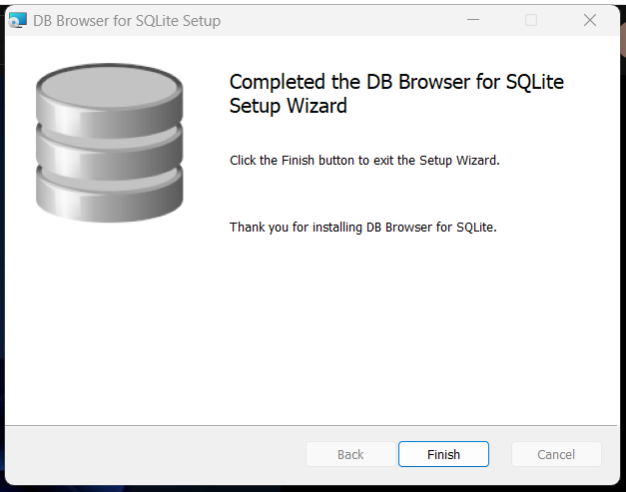 DB Browser for SQLite Setup
Completed the DB Browser for SQLite
Setup Wizard
Click the Finish button to exit the Setup Wizard.
Thank you for installing DB Browser for SQLite.
Back
Finish
Cancel